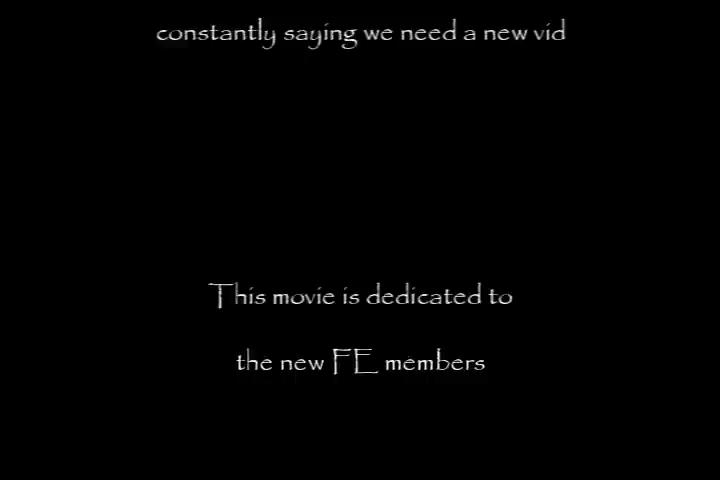 constantly saying we need a new vid
This movie is dedicated to
the new FE members